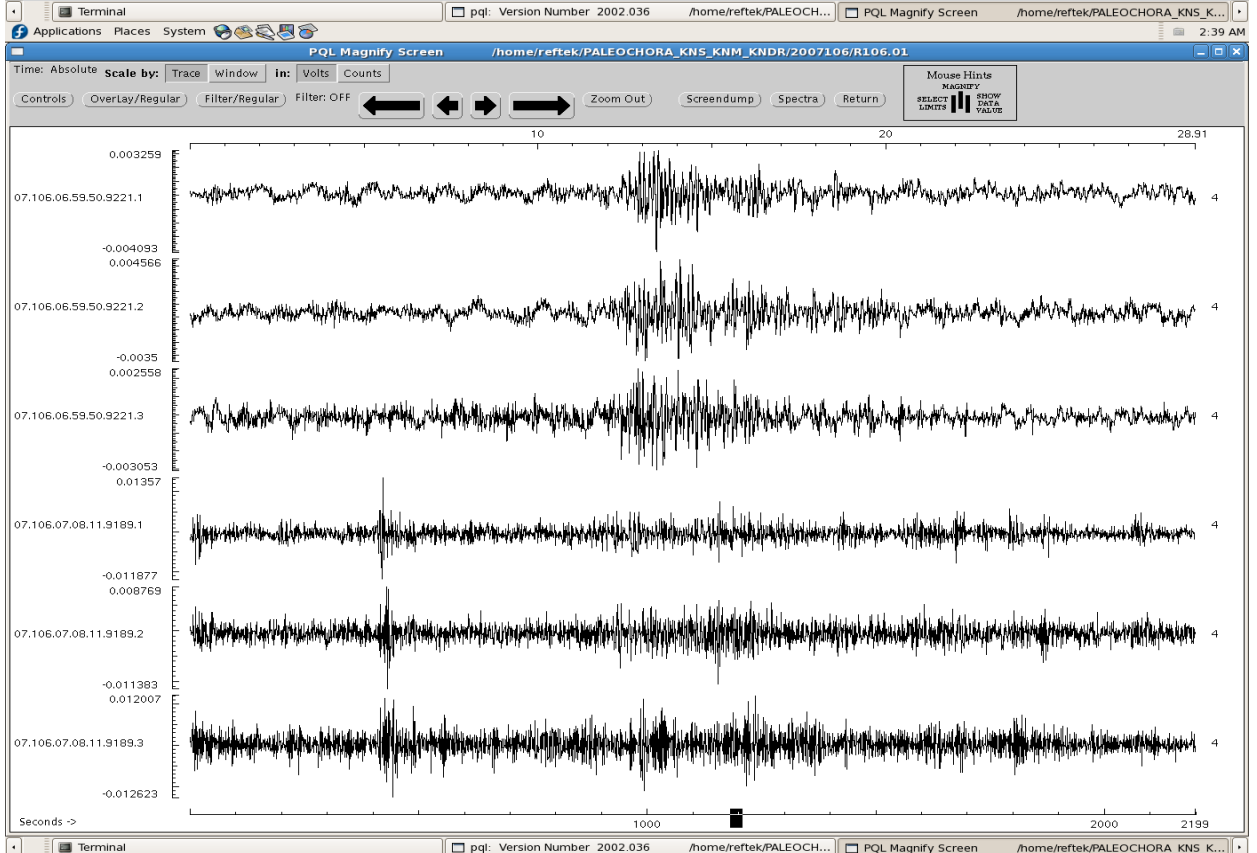 Terminal pql: Version Number 2002.036 /home/reftek/PALEOCH... PQL Magnify Screen /home/reftek/PALEOCHORA_KNS_K...
Applications Places System 2:39 AM
PQL Magnify Screen /home/reftek/PALEOCHORA_KNS_KNM_KNDR/2007106/R106.01
Time: Absolute Scale by: Trace Window in: Volts Counts
Controls OverLay/Regular Filter/Regular Filter: OFF Zoom Out Screendump Spectra Return
Mouse Hints
MAGNIFY
SELECT LIMITS
SHOW DATA VALUE
10 20 28.91
0.003259
07.106.06.59.50.9221.1 4
-0.004093
0.004566
07.106.06.59.50.9221.2 4
-0.0035
0.002558
07.106.06.59.50.9221.3 4
-0.003053
0.01357
07.106.07.08.11.9189.1 4
-0.011877
0.008769
07.106.07.08.11.9189.2 4
-0.011383
0.012007
07.106.07.08.11.9189.3 4
-0.012623
Seconds -> 1000 2000 2199
Terminal pql: Version Number 2002.036 /home/reftek/PALEOCH... PQL Magnify Screen /home/reftek/PALEOCHORA_KNS_K...